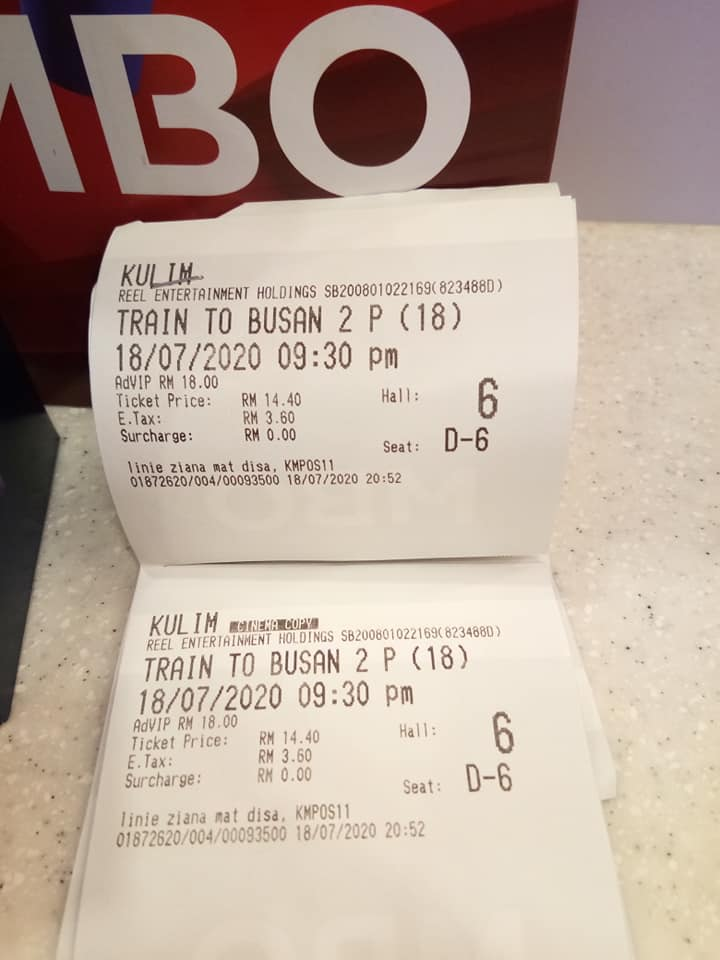 MBO
KULIM
REEL ENTERTAINMENT HOLDINGS SB200801022169(823488D)
TRAIN TO BUSAN 2 P (18)
18/07/2020 09:30 pm
AdVIP RM 18.00
Ticket Price: RM 14.40 Hall: 6
E.Tax: RM 3.60
Surcharge: RM 0.00 Seat: D-6
linie ziana mat disa, KMPOS11
01872620/004/00093500 18/07/2020 20:52
MBO
KULIM CINEMA COPY
REEL ENTERTAINMENT HOLDINGS SB200801022169(823488D)
TRAIN TO BUSAN 2 P (18)
18/07/2020 09:30 pm
AdVIP RM 18.00
Ticket Price: RM 14.40 Hall: 6
E.Tax: RM 3.60
Surcharge: RM 0.00 Seat: D-6
linie ziana mat disa, KMPOS11
01872620/004/00093500 18/07/2020 20:52
MBO